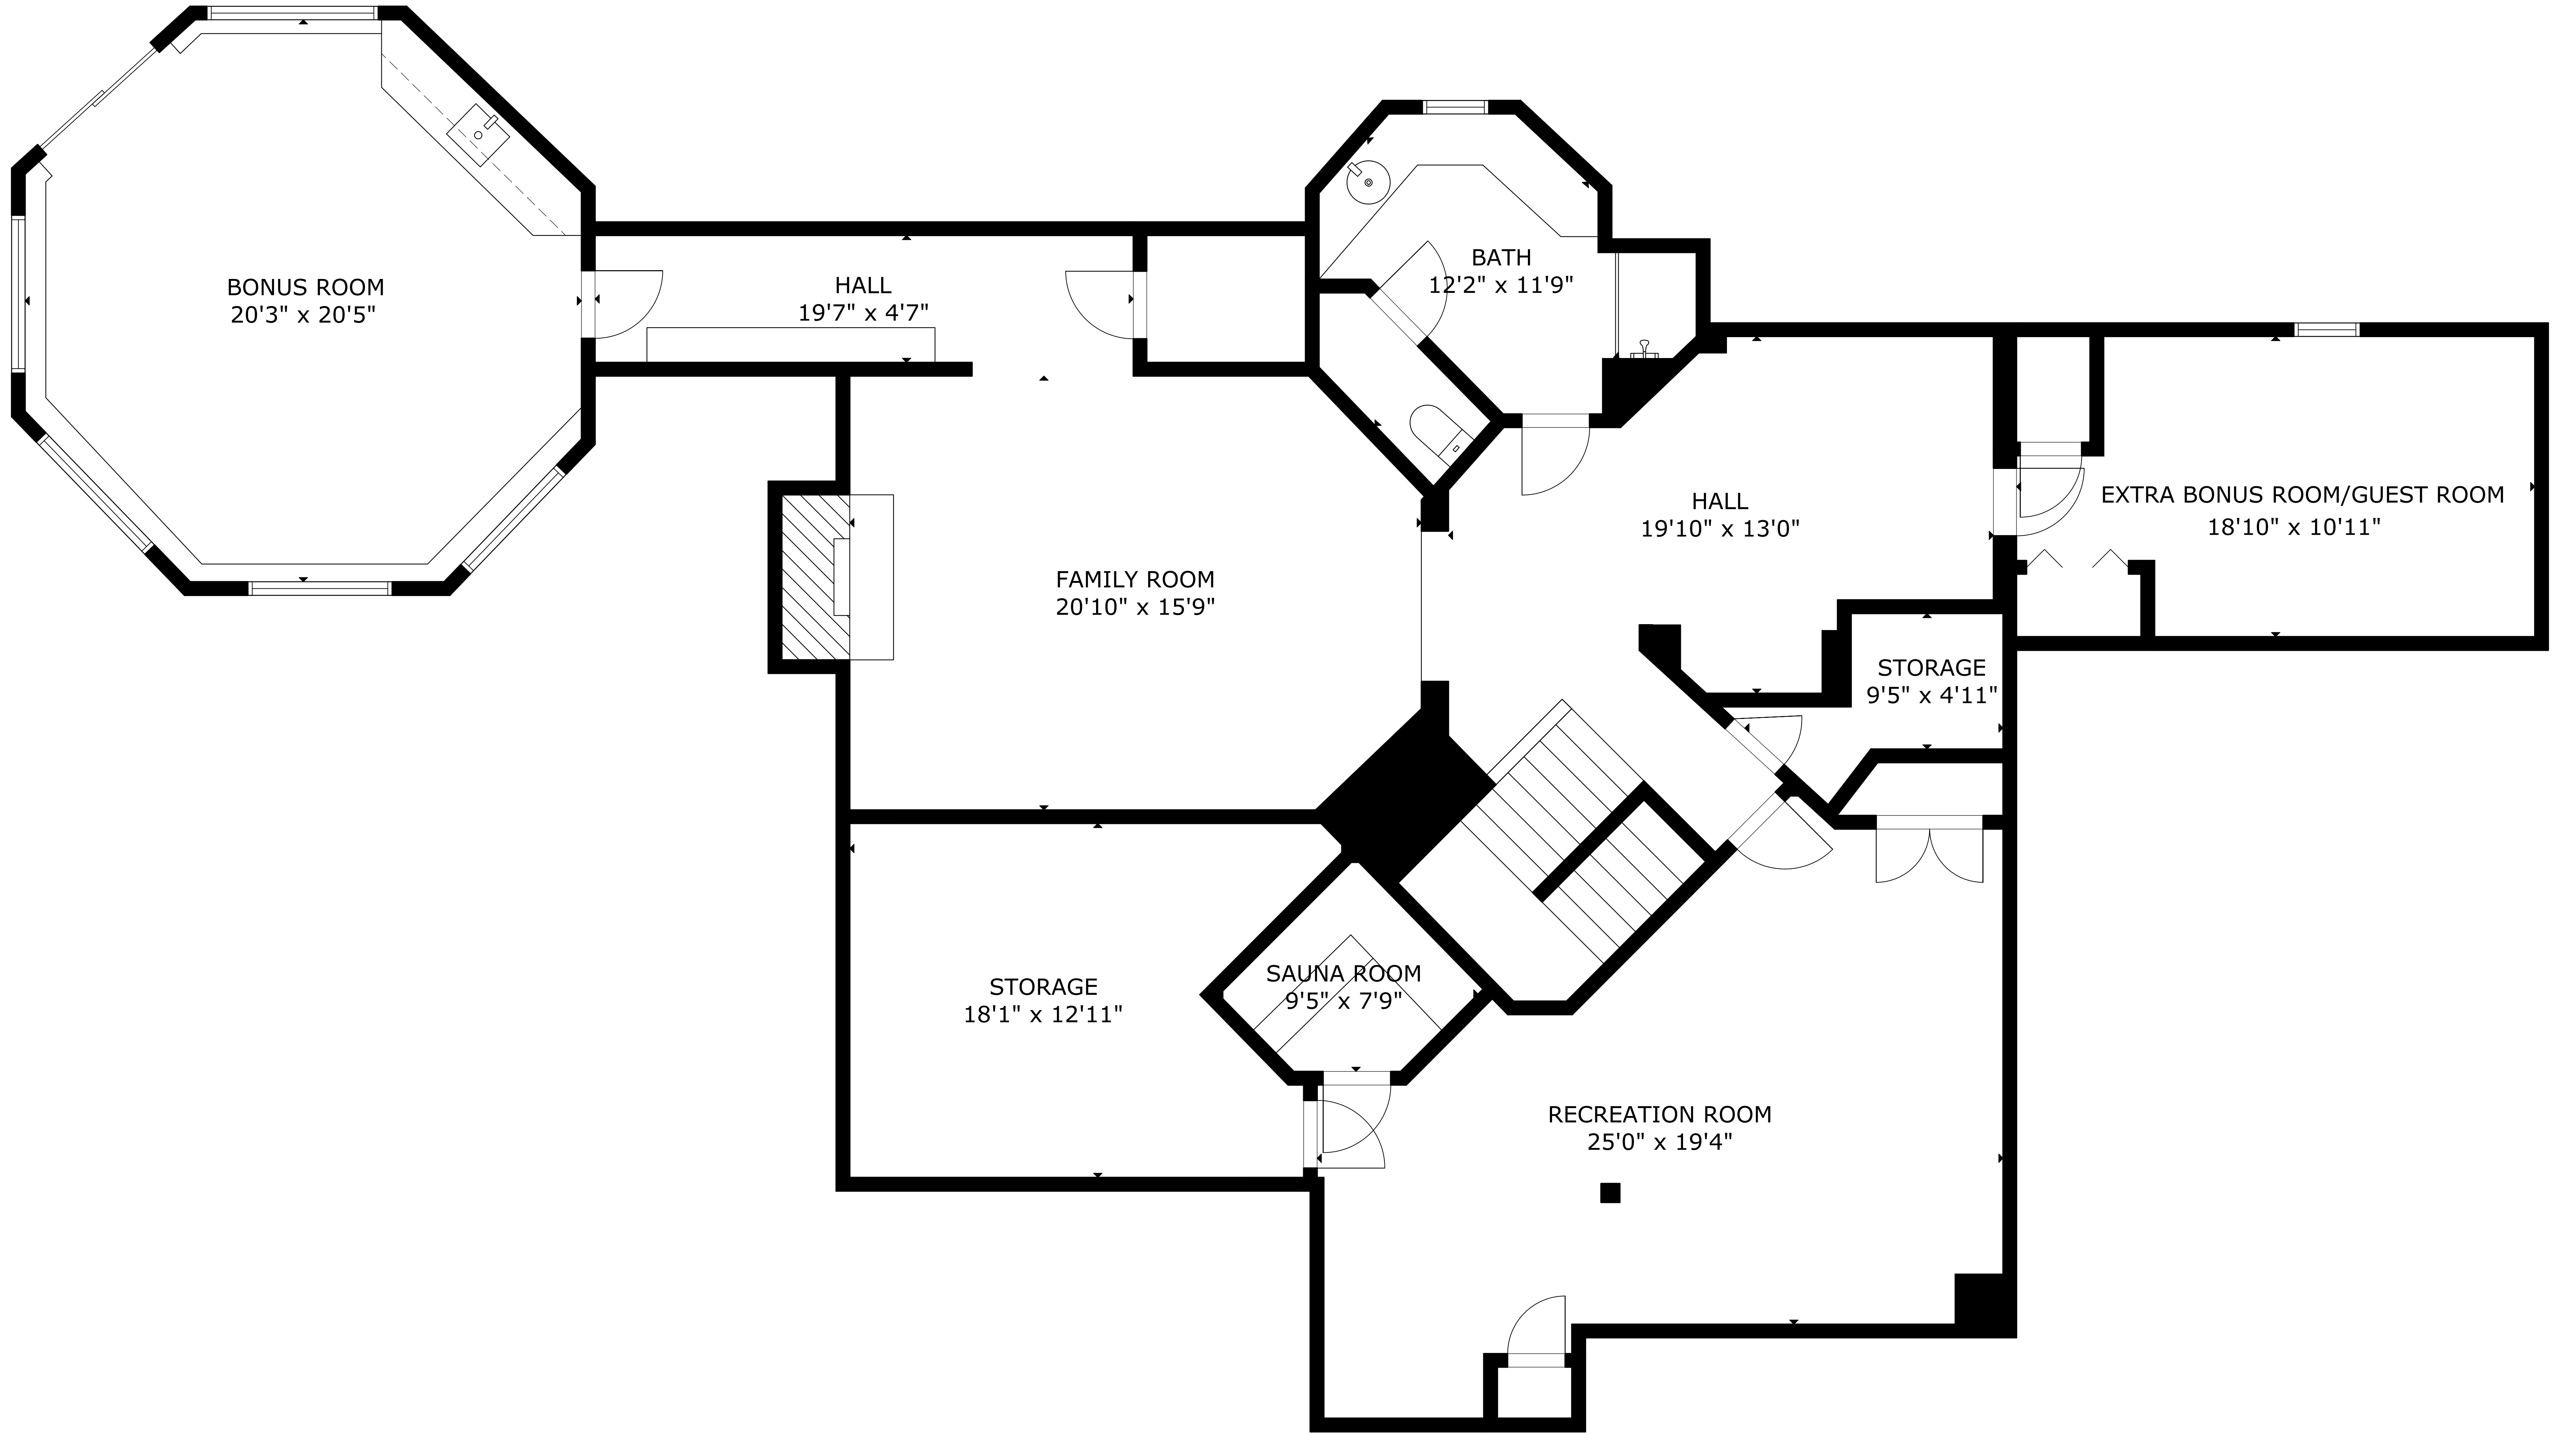 BATH
12'2" x 11'9"
BONUS ROOM
20'3" x 20'5"
HALL
19'7" x 4'7"
HALL
19'10" x 13'0"
EXTRA BONUS ROOM/GUEST ROOM
18'10" x 10'11"
FAMILY ROOM
20'10" x 15'9"
STORAGE
9'5" x 4'11"
STORAGE
18'1" x 12'11"
SAUNA ROOM
9'5" x 7'9"
RECREATION ROOM
25'0" x 19'4"